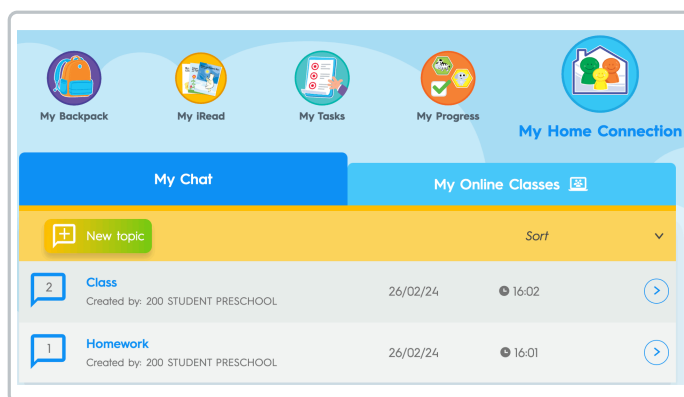 My Backpack
My iRead
My Tasks
My Progress
My Home Connection
My Chat
My Online Classes
New topic
Sort
2
Class
Created by: 200 STUDENT PRESCHOOL
26/02/24
16:02
1
Homework
Created by: 200 STUDENT PRESCHOOL
26/02/24
16:01